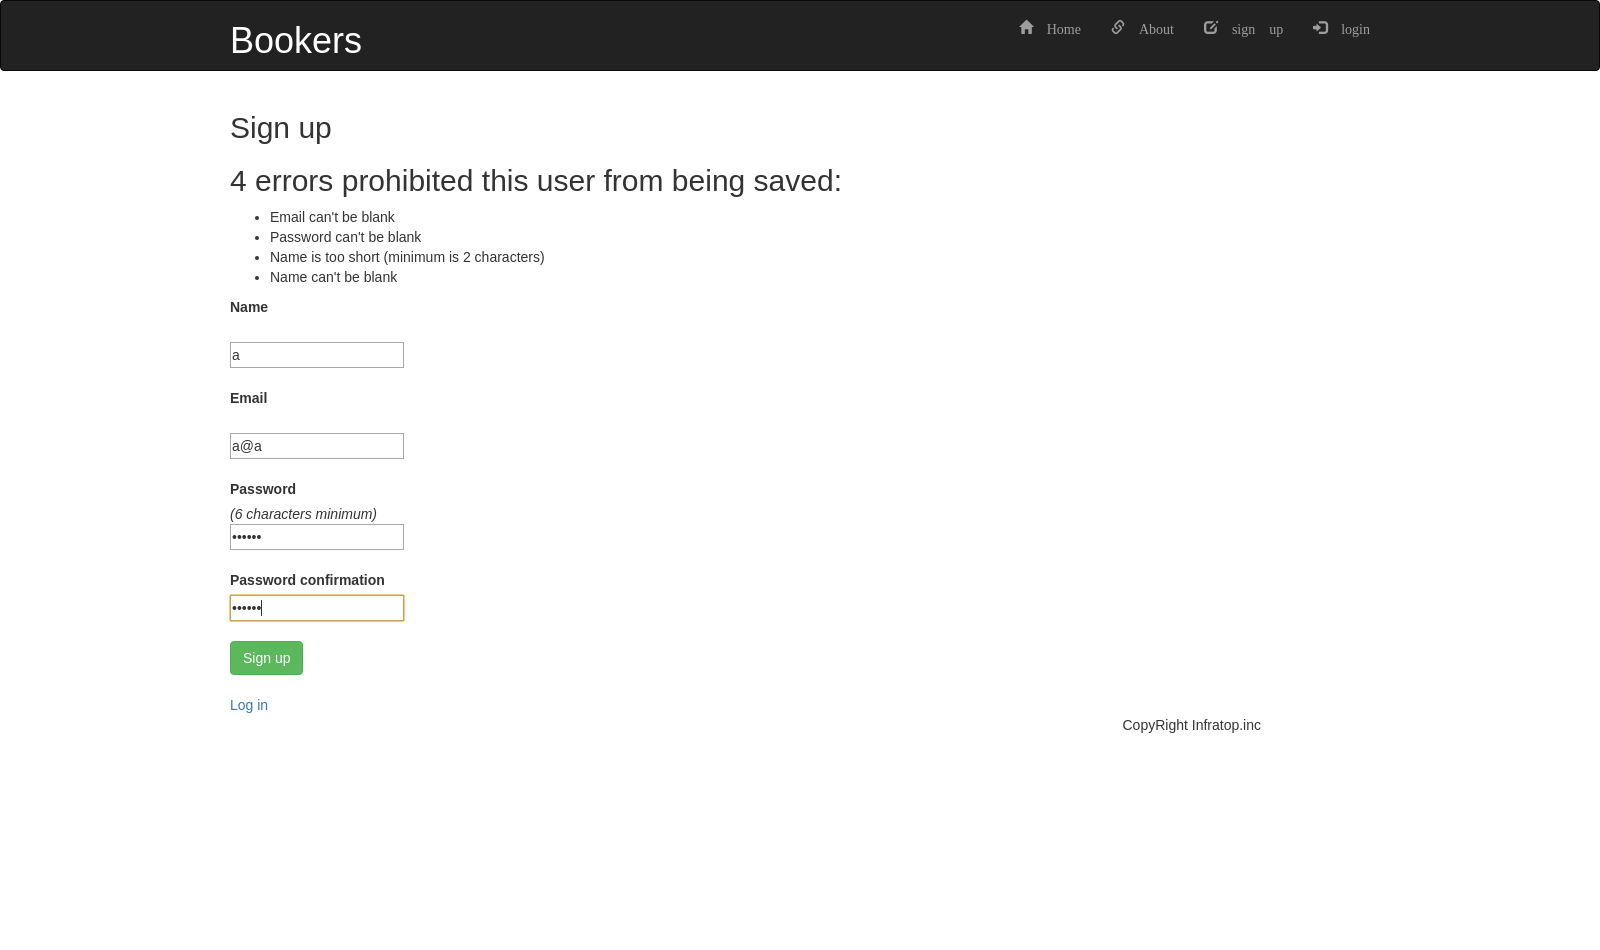 Bookers
Home About sign up login
Sign up
4 errors prohibited this user from being saved:
• Email can't be blank
• Password can't be blank
• Name is too short (minimum is 2 characters)
• Name can't be blank
Name
a
Email
a@a
Password
(6 characters minimum)
••••••
Password confirmation
••••••
Sign up
Log in
CopyRight Infratop.inc